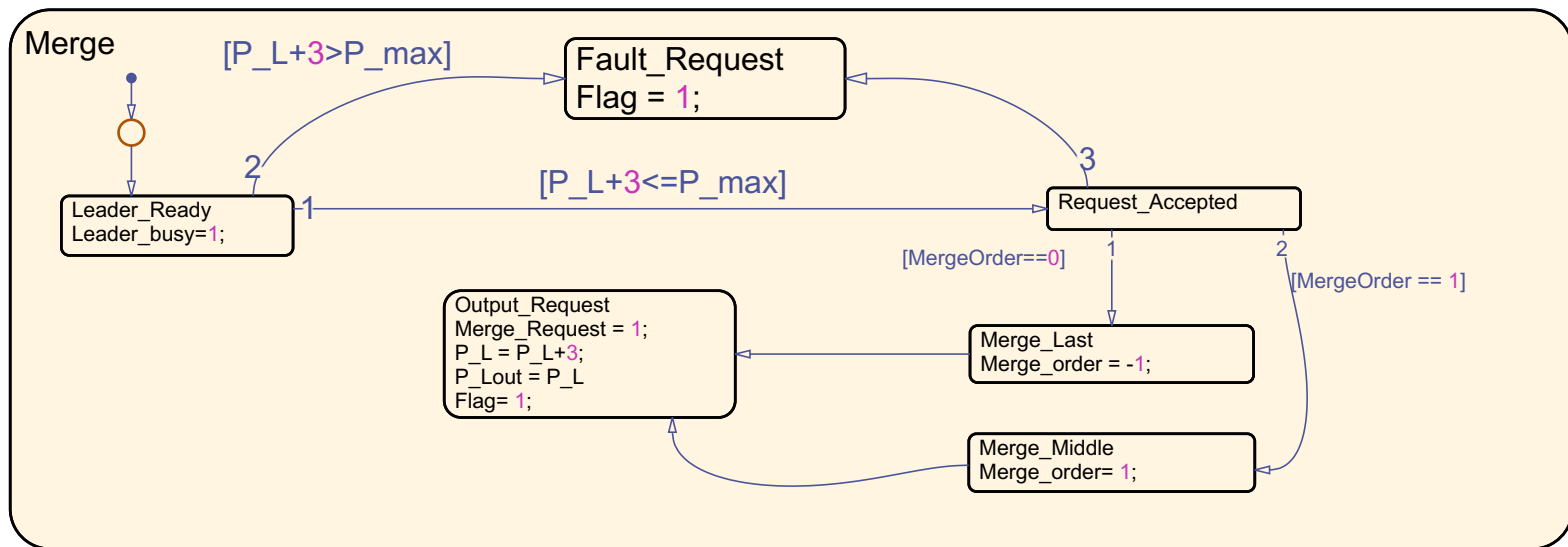 Merge
[P_L+3>P_max]
Fault_Request
Flag = 1;
2
3
[P_L+3<=P_max]
1
Leader_Ready
Leader_busy=1;
Request_Accepted
1
2
[MergeOrder==0]
[MergeOrder == 1]
Output_Request
Merge_Request = 1;
P_L = P_L+3;
P_Lout = P_L
Flag= 1;
Merge_Last
Merge_order = -1;
Merge_Middle
Merge_order= 1;